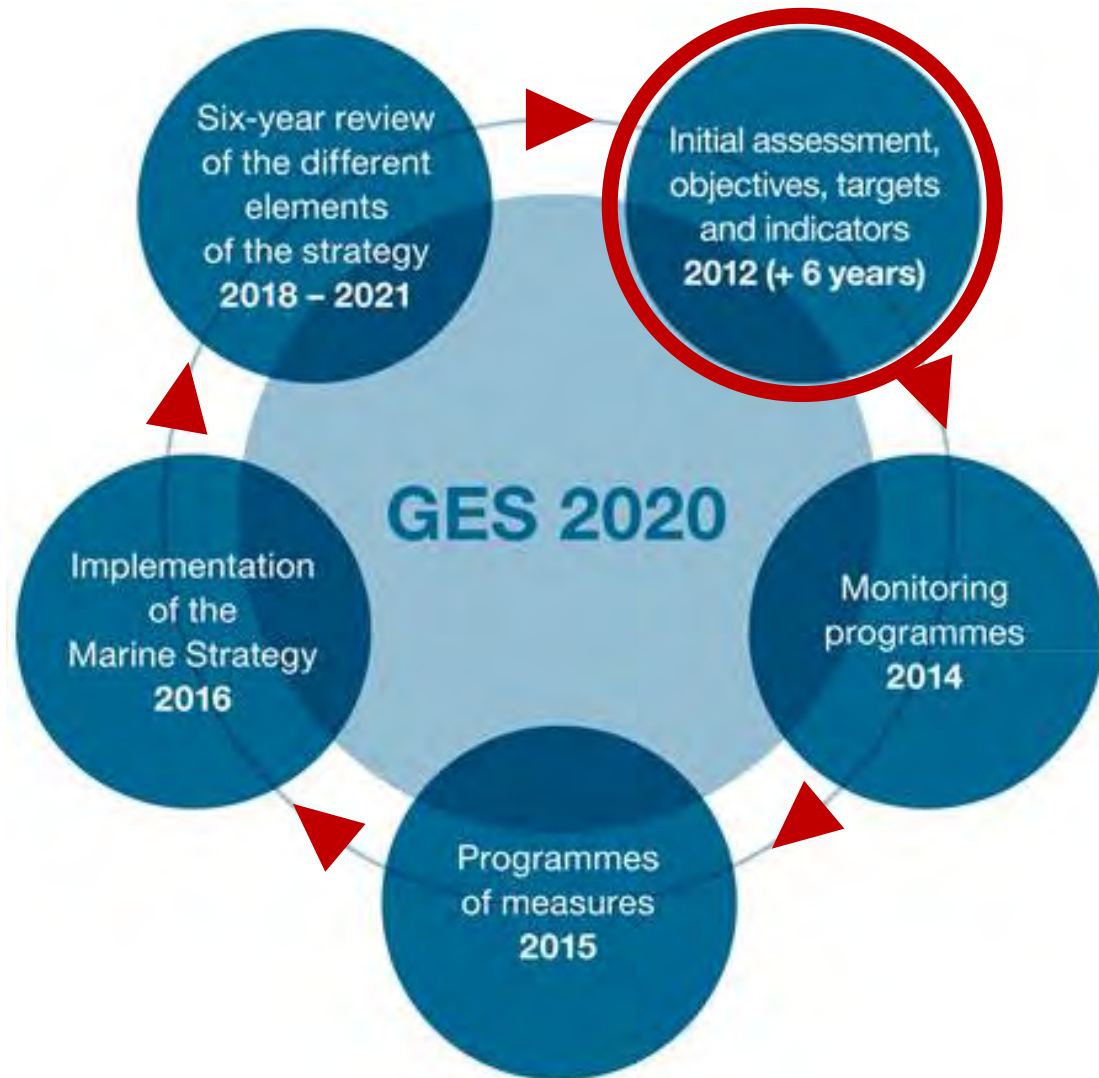 Six-year review
of the different
elements
of the strategy
2018 – 2021
Initial assessment,
objectives, targets
and indicators
2012 (+ 6 years)
GES 2020
Implementation
of the
Marine Strategy
2016
Monitoring
programmes
2014
Programmes
of measures
2015